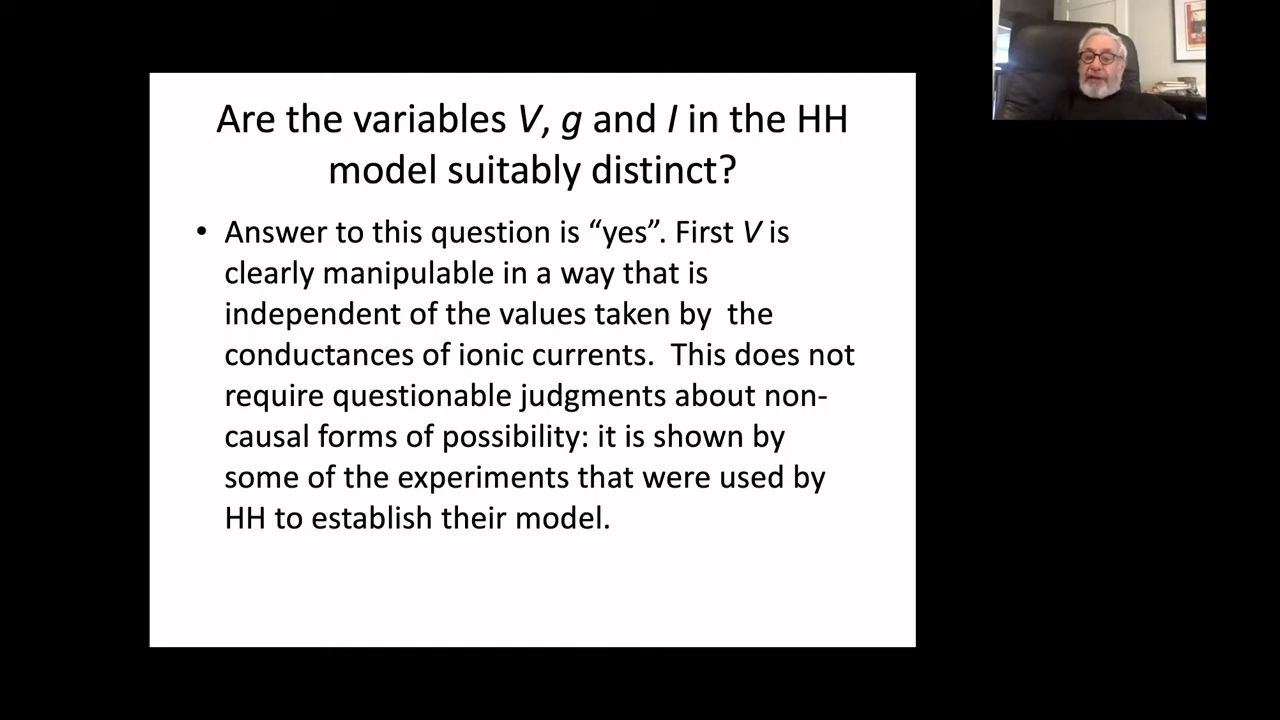 Are the variables V, g and I in the HH
model suitably distinct?
• Answer to this question is “yes”. First V is
clearly manipulable in a way that is
independent of the values taken by  the
conductances of ionic currents.  This does not
require questionable judgments about non-
causal forms of possibility: it is shown by
some of the experiments that were used by
HH to establish their model.